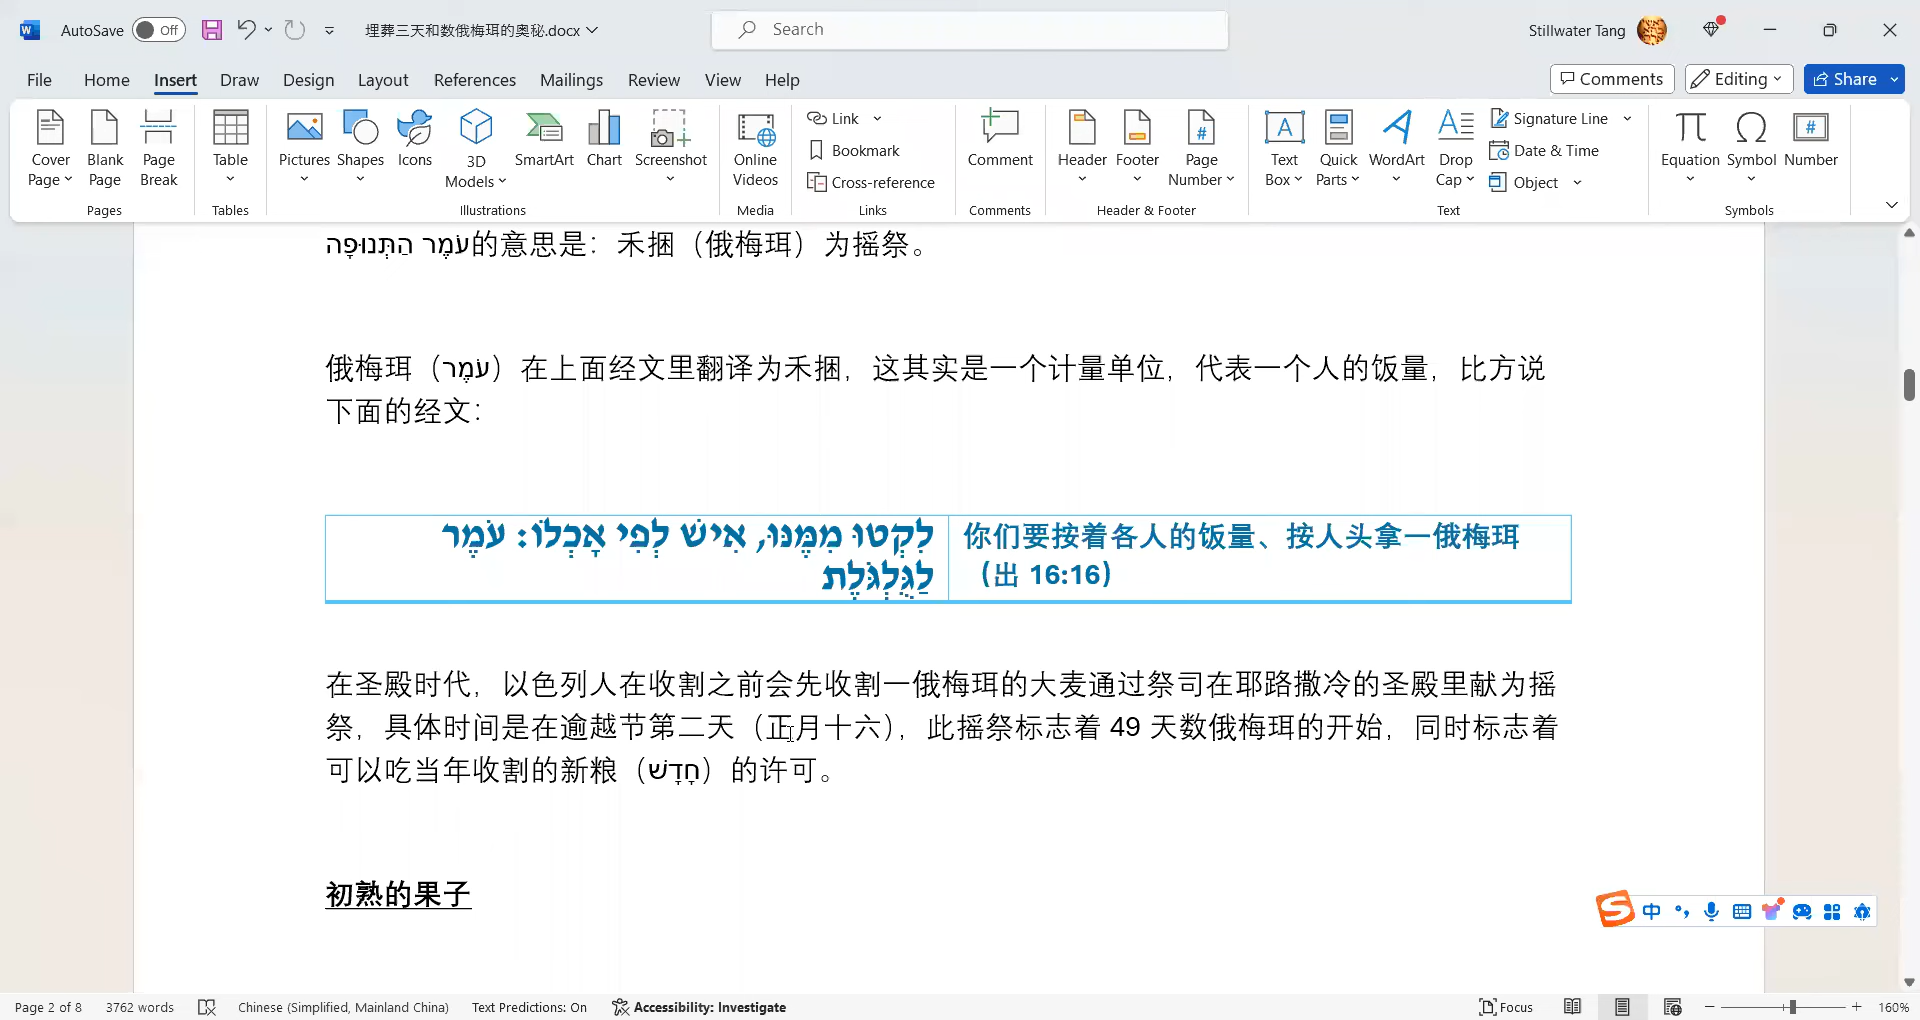 AutoSave Off 埋葬三天和数俄梅珥的奥秘.docx Search Stillwater Tang
File Home Insert Draw Design Layout References Mailings Review View Help Comments Editing Share
Cover Page Blank Page Page Break Table Pictures Shapes Icons 3D Models SmartArt Chart Screenshot Online Videos Link Bookmark Cross-reference Comment Header Footer Page Number Text Box Quick Parts WordArt Drop Cap Signature Line Date & Time Object Equation Symbol Number
Pages Tables Illustrations Media Links Comments Header & Footer Text Symbols
עֹמֶר הַתְּנוּפָה的意思是：禾捆（俄梅珥）为摇祭。
俄梅珥（עֹמֶר）在上面经文里翻译为禾捆，这其实是一个计量单位，代表一个人的饭量，比方说
下面的经文：
לִקְטוּ מִמֶּנּוּ, אִישׁ לְפִי אָכְלוֹ: עֹמֶר
לַגֻּלְגֹּלֶת
你们要按着各人的饭量、按人头拿一俄梅珥
（出 16:16）
在圣殿时代，以色列人在收割之前会先收割一俄梅珥的大麦通过祭司在耶路撒冷的圣殿里献为摇
祭，具体时间是在逾越节第二天（正月十六），此摇祭标志着 49 天数俄梅珥的开始，同时标志着
可以吃当年收割的新粮（חָדָשׁ）的许可。
初熟的果子
中
Page 2 of 8 3762 words Chinese (Simplified, Mainland China) Text Predictions: On Accessibility: Investigate Focus 160%